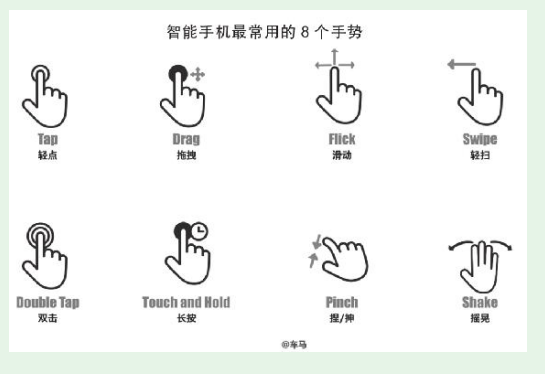 智能手机最常用的 8 个手势
Tap
轻点
Drag
拖拽
Flick
滑动
Swipe
轻扫
Double Tap
双击
Touch and Hold
长按
Pinch
捏/抻
Shake
摇晃
@车马